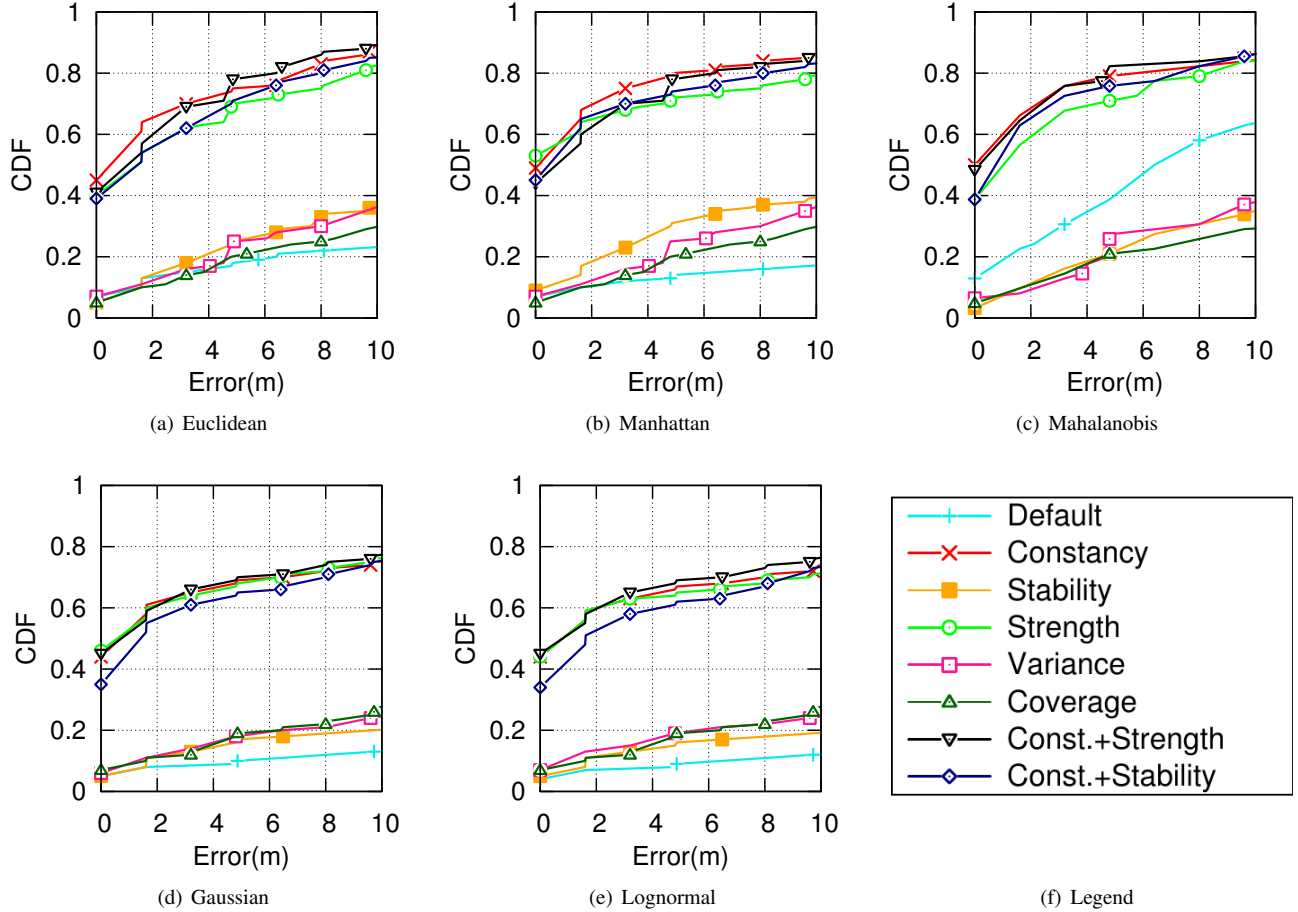 1
0.8
0.6
0.4
0.2
0
CDF
0 2 4 6 8 10
Error(m)
(a) Euclidean
1
0.8
0.6
0.4
0.2
0
CDF
0 2 4 6 8 10
Error(m)
(b) Manhattan
1
0.8
0.6
0.4
0.2
0
CDF
0 2 4 6 8 10
Error(m)
(c) Mahalanobis
1
0.8
0.6
0.4
0.2
0
CDF
0 2 4 6 8 10
Error(m)
(d) Gaussian
1
0.8
0.6
0.4
0.2
0
CDF
0 2 4 6 8 10
Error(m)
(e) Lognormal
Default
Constancy
Stability
Strength
Variance
Coverage
Const.+Strength
Const.+Stability
(f) Legend